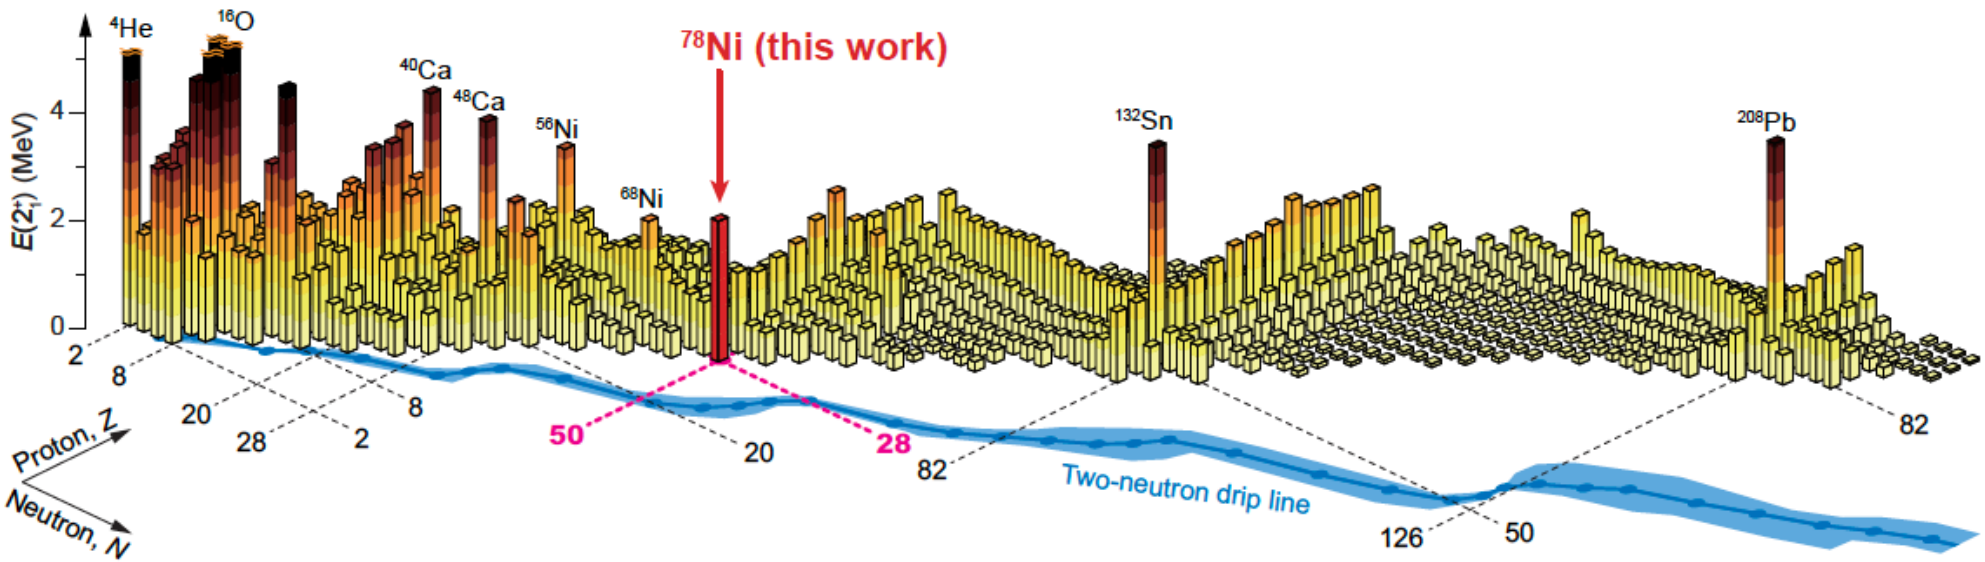 ⁴He
¹⁶O
⁴⁰Ca
⁴⁸Ca
⁵⁶Ni
⁶⁸Ni
⁷⁸Ni (this work)
¹³²Sn
²⁰⁸Pb
E(2⁺₁) (MeV)
4
2
0
2
8
20
28
2
8
20
50
28
82
50
126
82
Proton, Z
Neutron, N
Two-neutron drip line